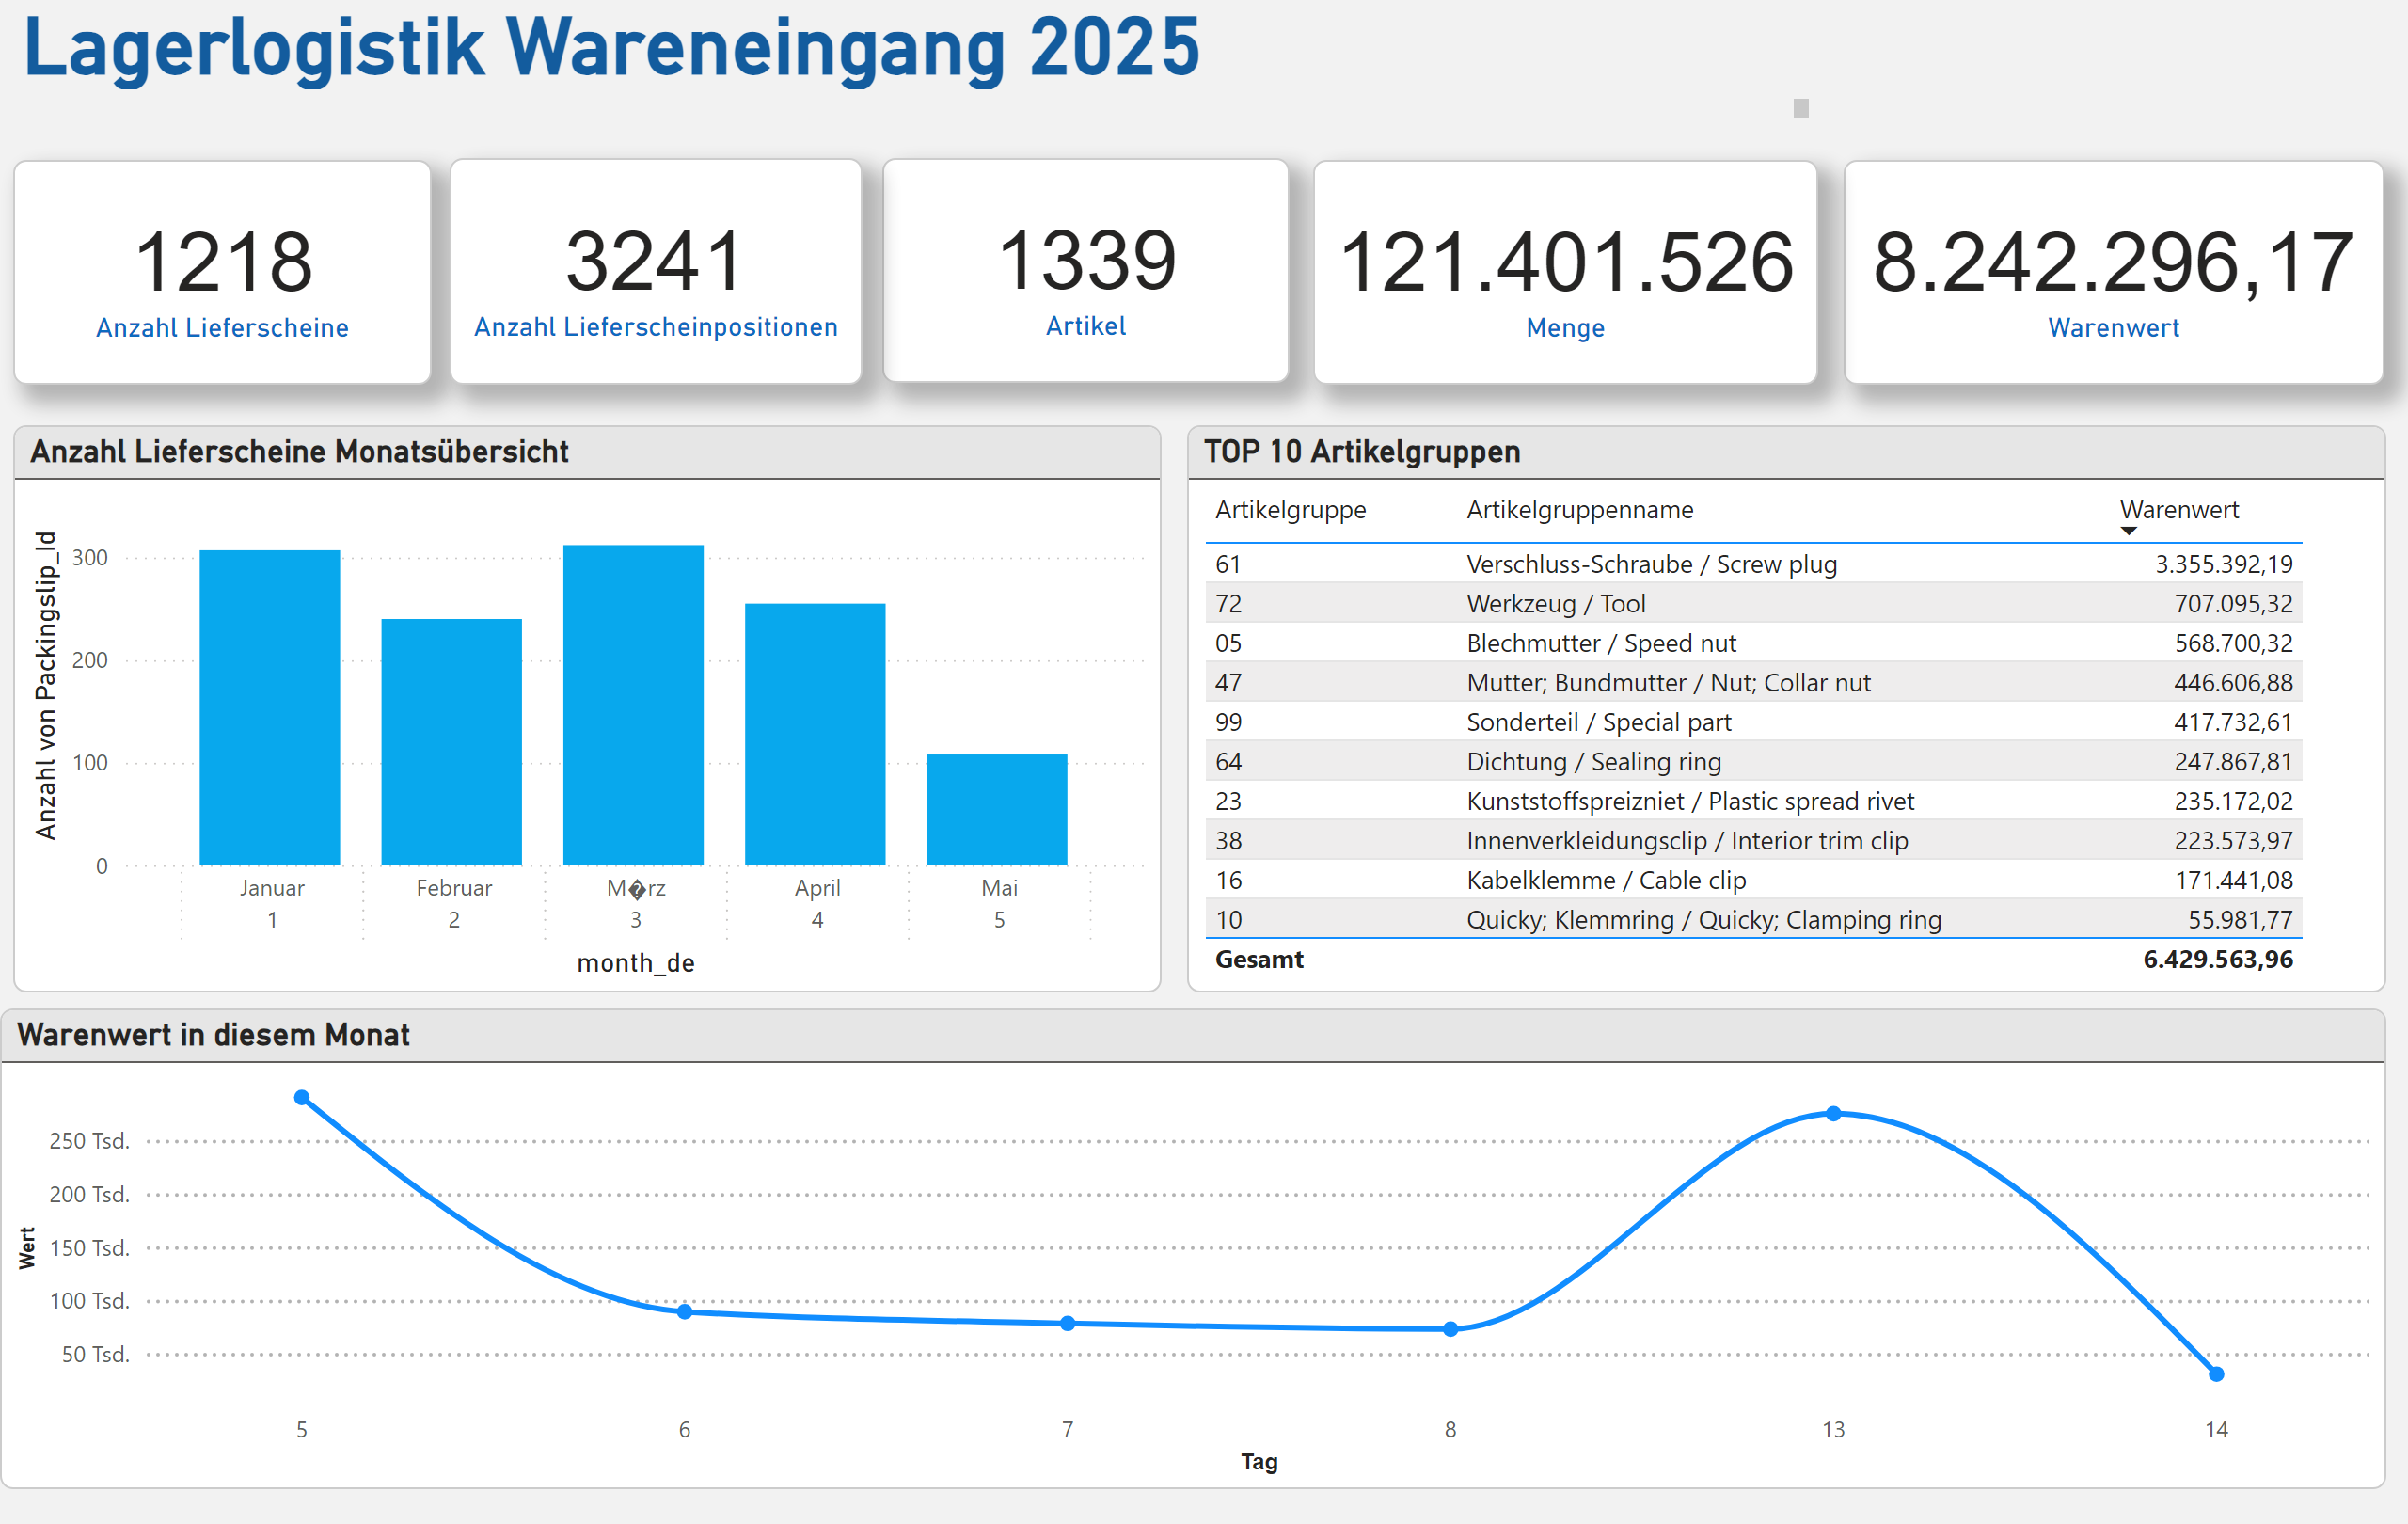 Lagerlogistik Wareneingang 2025
1218
Anzahl Lieferscheine
3241
Anzahl Lieferscheinpositionen
1339
Artikel
121.401.526
Menge
8.242.296,17
Warenwert
Anzahl Lieferscheine Monatsübersicht
Anzahl von Packingslip_Id
300
200
100
0
Januar Februar M�rz April Mai
1 2 3 4 5
month_de
TOP 10 Artikelgruppen
Artikelgruppe Artikelgruppenname Warenwert
61 Verschluss-Schraube / Screw plug 3.355.392,19
72 Werkzeug / Tool 707.095,32
05 Blechmutter / Speed nut 568.700,32
47 Mutter; Bundmutter / Nut; Collar nut 446.606,88
99 Sonderteil / Special part 417.732,61
64 Dichtung / Sealing ring 247.867,81
23 Kunststoffspreizniet / Plastic spread rivet 235.172,02
38 Innenverkleidungsclip / Interior trim clip 223.573,97
16 Kabelklemme / Cable clip 171.441,08
10 Quicky; Klemmring / Quicky; Clamping ring 55.981,77
Gesamt 6.429.563,96
Warenwert in diesem Monat
Wert
250 Tsd.
200 Tsd.
150 Tsd.
100 Tsd.
50 Tsd.
5 6 7 8 13 14
Tag